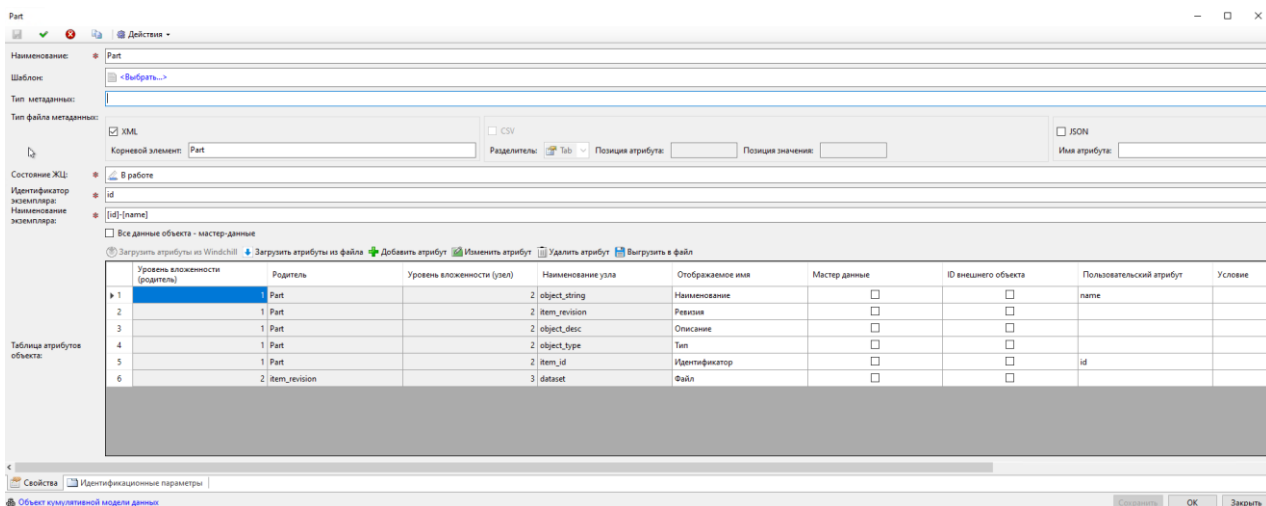 Part
Действия
Наименование: * Part
Шаблон: <Выбрать...>
Тип метаданных:
Тип файла метаданных:
XML CSV JSON
Корневой элемент: Part Разделитель: Tab Позиция атрибута: Позиция значения: Имя атрибута:
Состояние ЖЦ: * В работе
Идентификатор экземпляра: * id
Наименование экземпляра: * [id]-[name]
Все данные объекта - мастер-данные
Загрузить атрибуты из Windchill Загрузить атрибуты из файла Добавить атрибут Изменить атрибут Удалить атрибут Выгрузить в файл
Таблица атрибутов объекта:
Уровень вложенности (родитель) Родитель Уровень вложенности (узел) Наименование узла Отображаемое имя Мастер данные ID внешнего объекта Пользовательский атрибут Условие
1 1 Part 2 object_string Наименование name
2 1 Part 2 item_revision Ревизия
3 1 Part 2 object_desc Описание
4 1 Part 2 object_type Тип
5 1 Part 2 item_id Идентификатор id
6 2 item_revision 3 dataset Файл
Свойства Идентификационные параметры
Объект кумулятивной модели данных
Сохранить ОК Закрыть